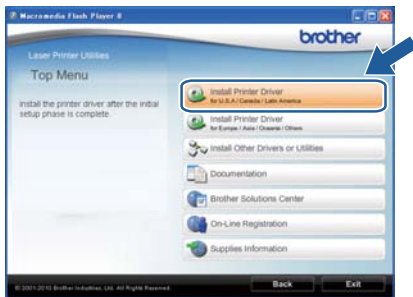 Macromedia Flash Player 8
brother
Laser Printer Utilities
Top Menu
Install the printer driver after the initial
setup phase is complete.
Install Printer Driver
for U.S.A / Canada / Latin America
Install Printer Driver
for Europe / Asia / Oceania / Others
Install Other Drivers or Utilities
Documentation
Brother Solutions Center
On-Line Registration
Supplies Information
© 2001-2010 Brother Industries, Ltd. All Rights Reserved.
Back
Exit